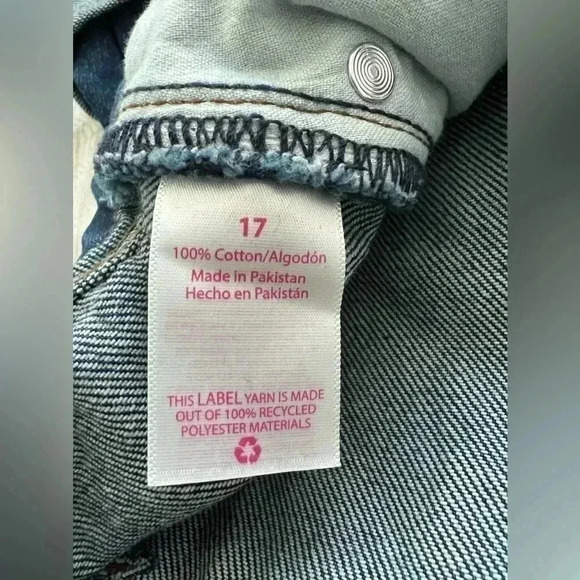 17
100% Cotton/Algodón
Made in Pakistan
Hecho en Pakistán
THIS LABEL YARN IS MADE
OUT OF 100% RECYCLED
POLYESTER MATERIALS